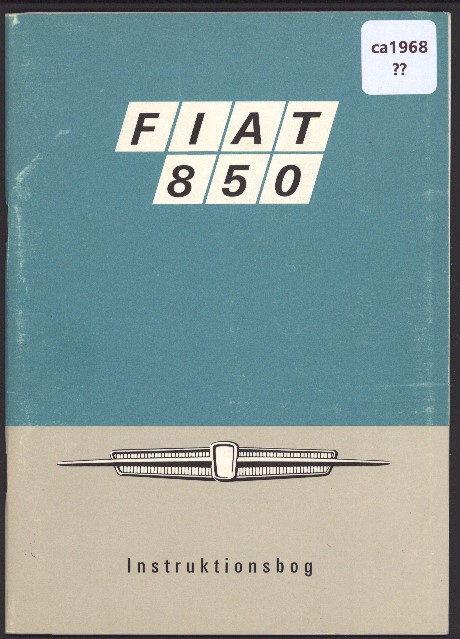 ca1968
??
FIAT
850
Instruktionsbog